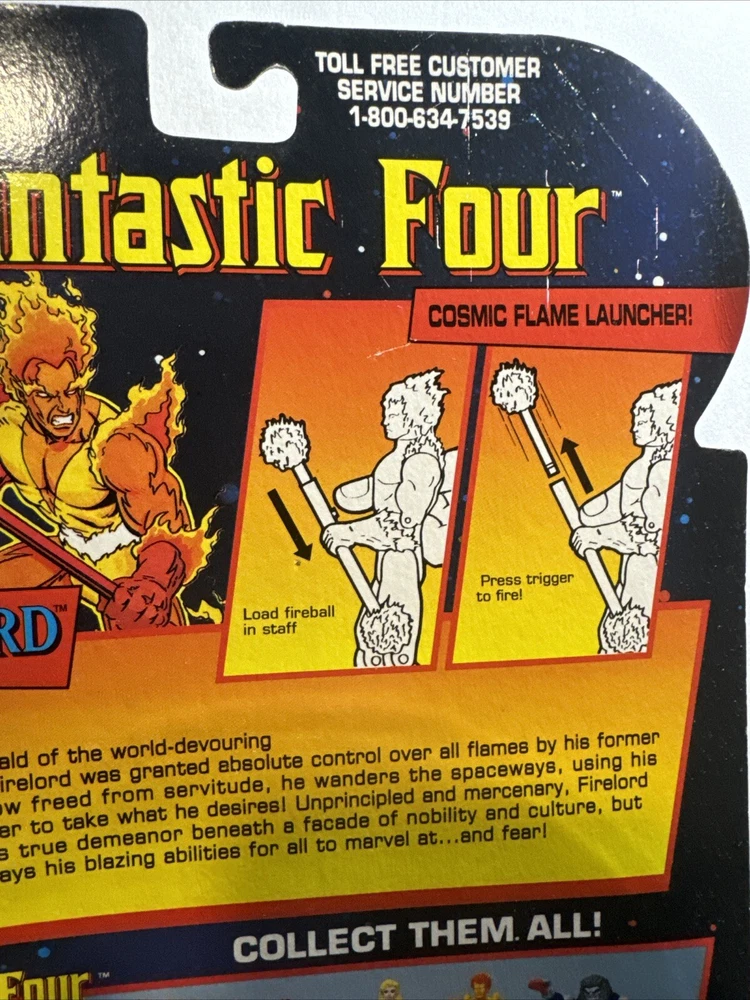 TOLL FREE CUSTOMER
SERVICE NUMBER
1-800-634-7539
ntastic Four™
COSMIC FLAME LAUNCHER!
Load fireball
in staff
Press trigger
to fire!
RD™
ald of the world-devouring
irelord was granted absolute control over all flames by his former
ow freed from servitude, he wanders the spaceways, using his
er to take what he desires! Unprincipled and mercenary, Firelord
s true demeanor beneath a facade of nobility and culture, but
ays his blazing abilities for all to marvel at...and fear!
COLLECT THEM ALL!
Four™